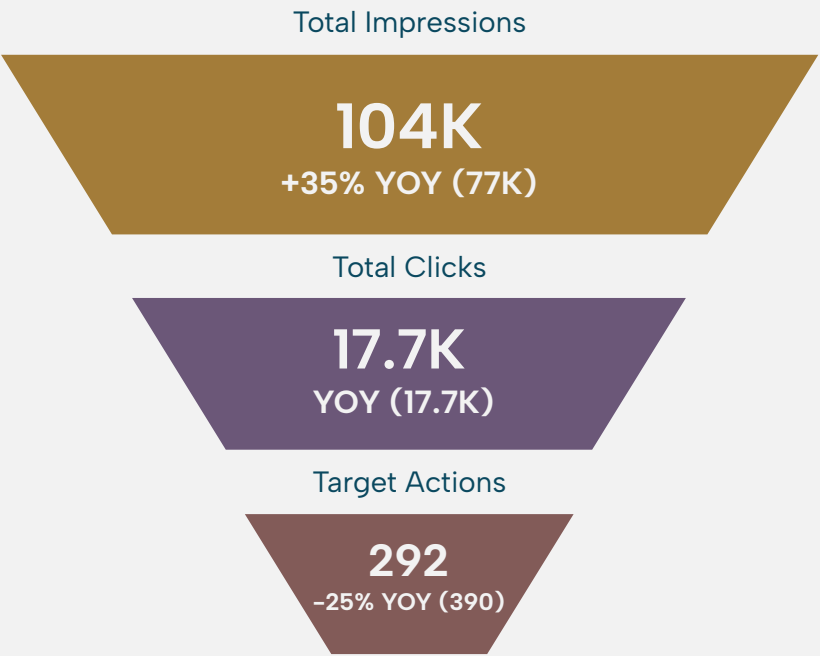 Total Impressions
104K
+35% YOY (77K)
Total Clicks
17.7K
YOY (17.7K)
Target Actions
292
-25% YOY (390)